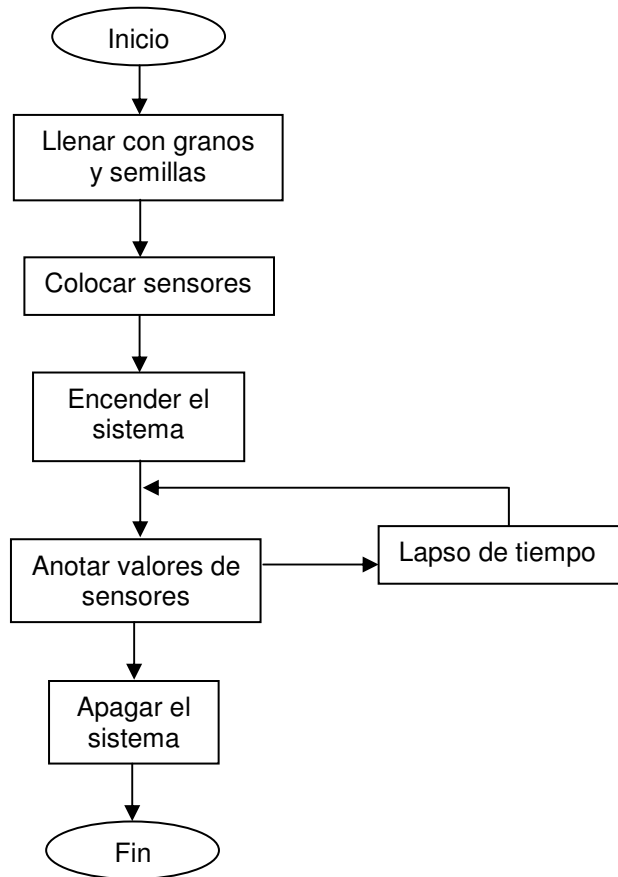 Inicio
Llenar con granos
y semillas
Colocar sensores
Encender el
sistema
Anotar valores de
sensores
Lapso de tiempo
Apagar el
sistema
Fin